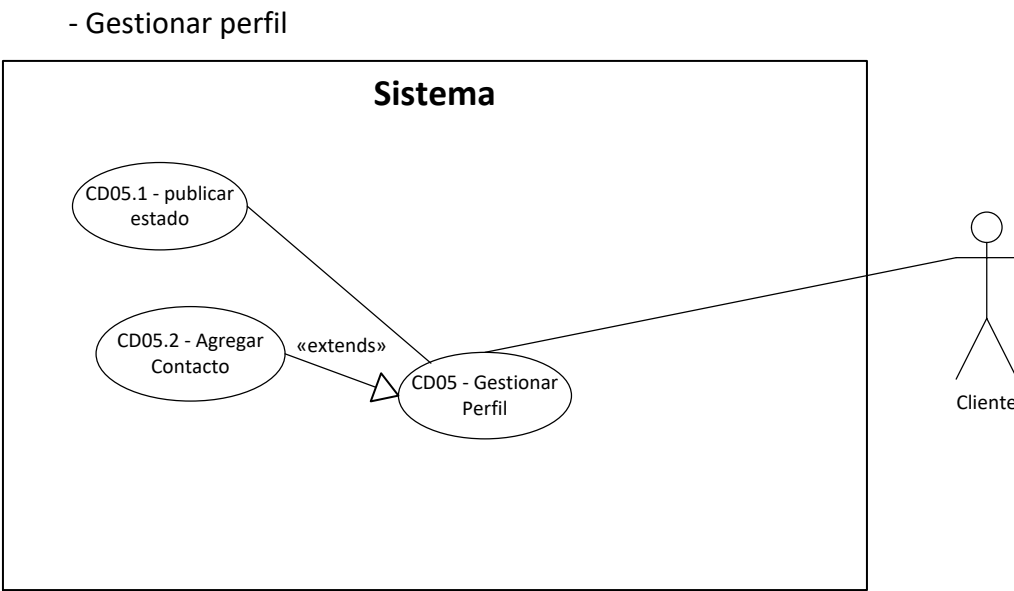 - Gestionar perfil
Sistema
CD05.1 - publicar
estado
CD05.2 - Agregar
Contacto
«extends»
CD05 - Gestionar
Perfil
Cliente